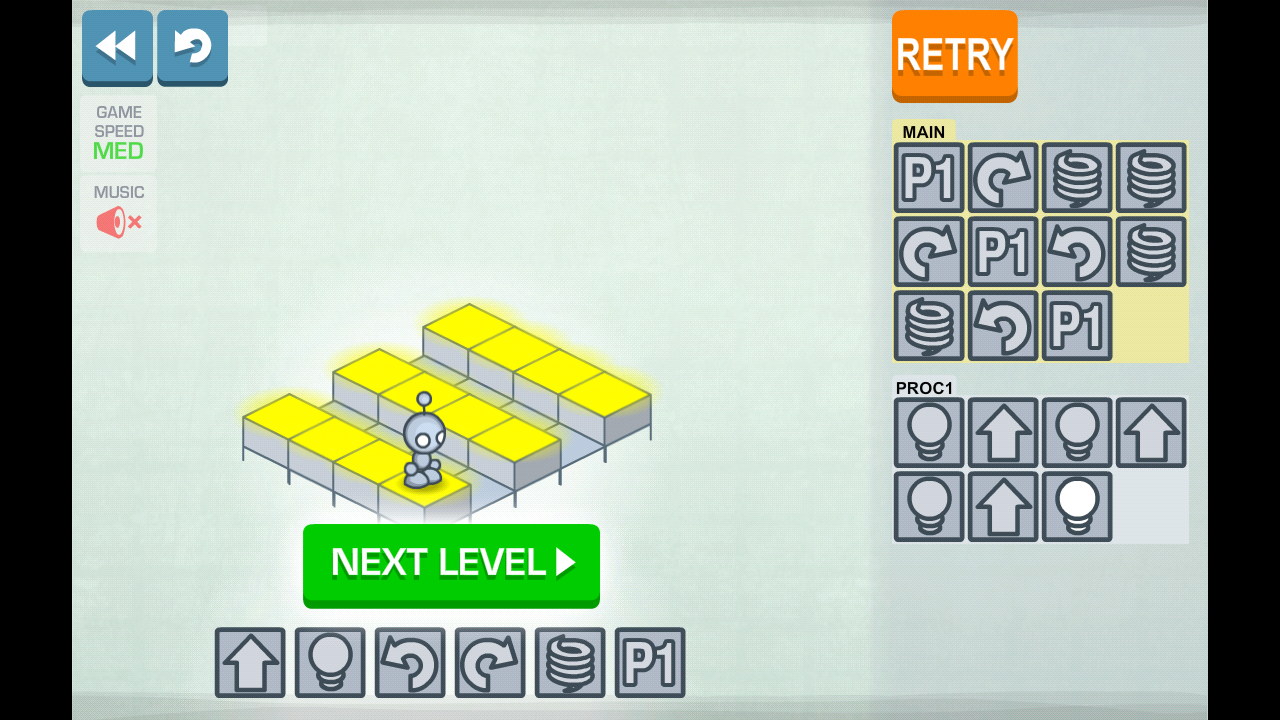 RETRY
GAME
SPEED
MED
MUSIC
MAIN
P1
P1
P1
PROC1
NEXT LEVEL
P1